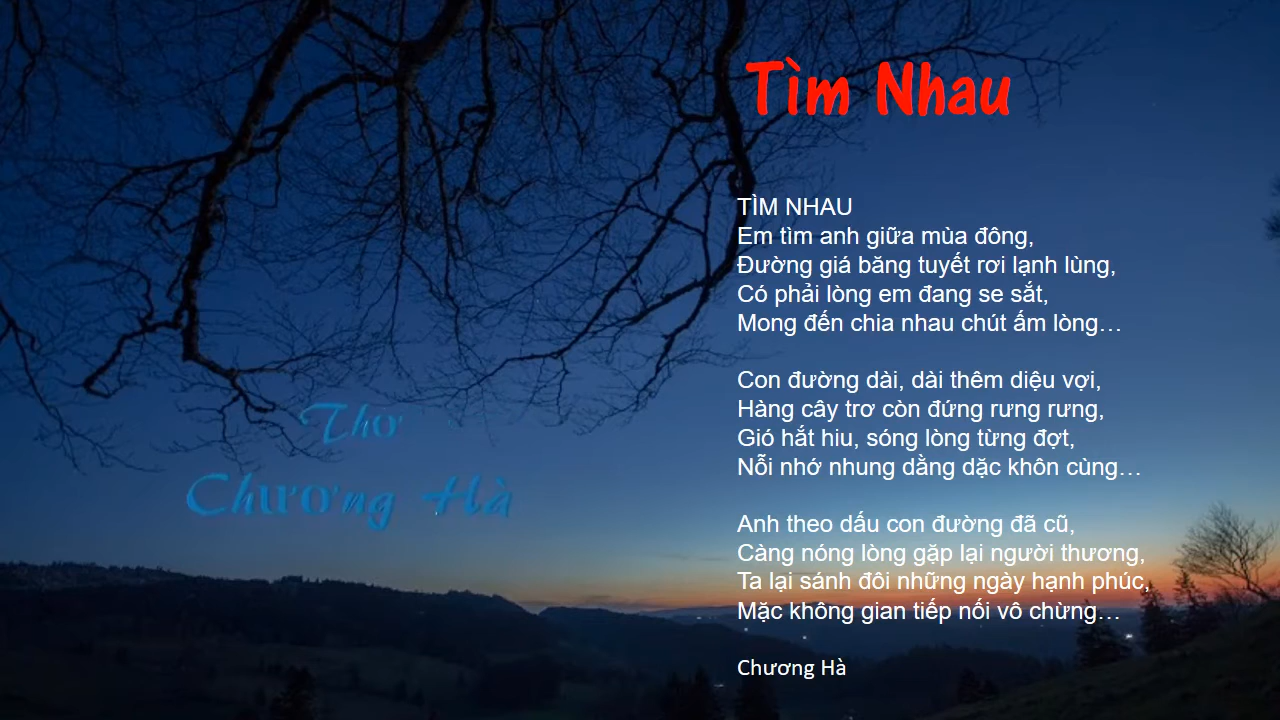 Tìm Nhau
TÌM NHAU
Em tìm anh giữa mùa đông,
Đường giá băng tuyết rơi lạnh lùng,
Có phải lòng em đang se sắt,
Mong đến chia nhau chút ấm lòng…
Con đường dài, dài thêm diệu vợi,
Hàng cây trơ còn đứng rưng rưng,
Gió hắt hiu, sóng lòng từng đợt,
Nỗi nhớ nhung dằng dặc khôn cùng…
Anh theo dấu con đường đã cũ,
Càng nóng lòng gặp lại người thương,
Ta lại sánh đôi những ngày hạnh phúc,
Mặc không gian tiếp nối vô chừng…
Chương Hà
Thơ
Chương Hà